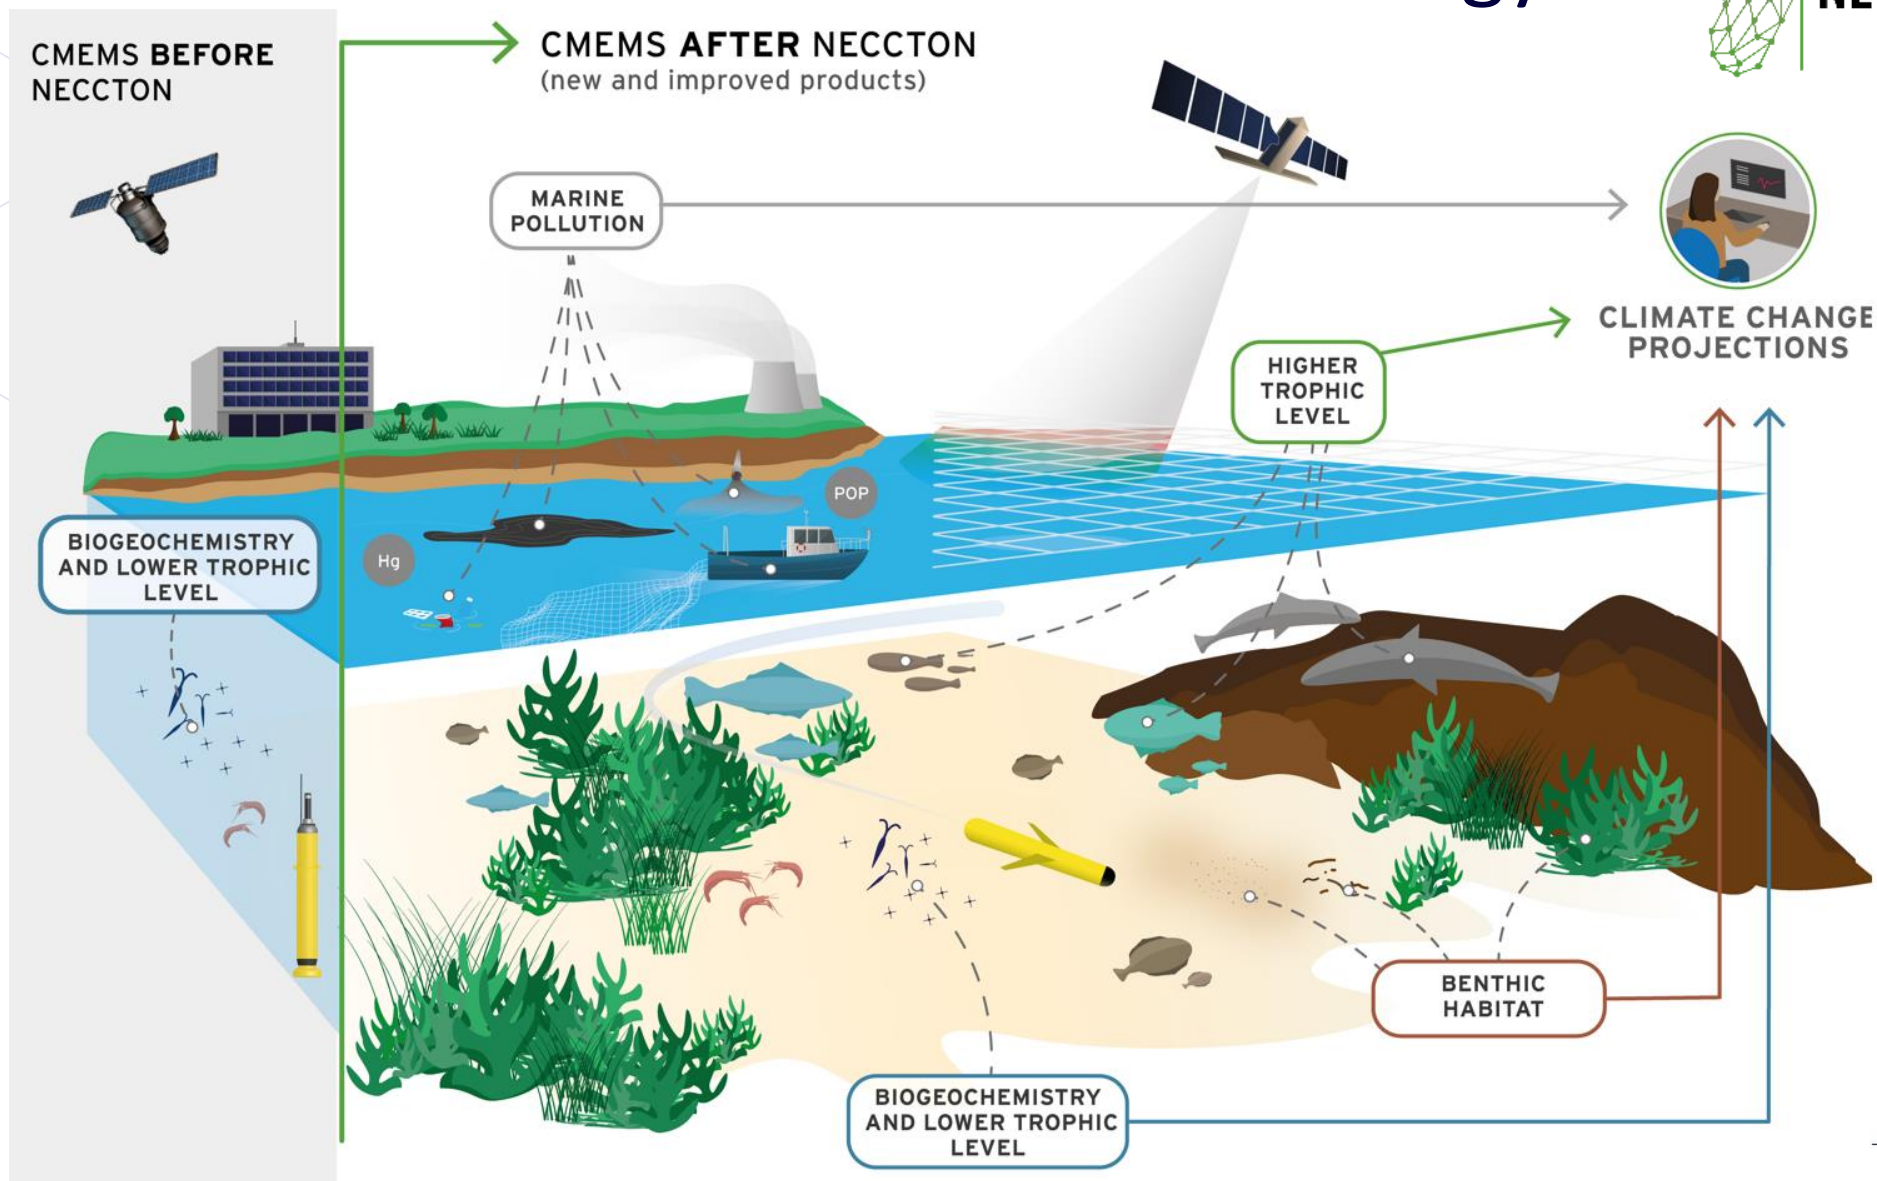 CMEMS BEFORE
NECCTON
CMEMS AFTER NECCTON
(new and improved products)
MARINE
POLLUTION
CLIMATE CHANGE
PROJECTIONS
HIGHER
TROPHIC
LEVEL
POP
Hg
BIOGEOCHEMISTRY
AND LOWER TROPHIC
LEVEL
BENTHIC
HABITAT
BIOGEOCHEMISTRY
AND LOWER TROPHIC
LEVEL